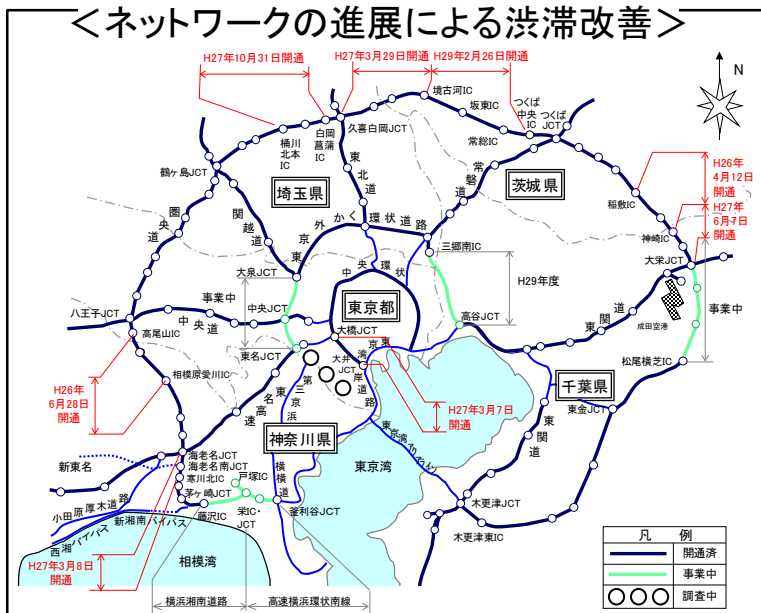 ＜ネットワークの進展による渋滞改善＞
H27年10月31日開通
H27年3月29日開通
H29年2月26日開通
N
境古河IC
坂東IC
常総IC
つくば
中央
IC
つくば
JCT
久喜白岡JCT
白岡
菖蒲
IC
桶川
北本
IC
鶴ヶ島JCT
東北道
常磐道
埼玉県
茨城県
H26年
4月12日
開通
稲敷IC
H27年
6月7日
開通
神崎IC
大栄JCT
圏央道
関越道
東京外かく環状道路
三郷南IC
中央環状
大泉JCT
H29年度
事業中
東京都
高谷JCT
東関道
成田空港
事業中
八王子JCT
中央道
中央JCT
高尾山IC
大橋JCT
東名JCT
大井
JCT
東京湾岸道路
松尾横芝IC
千葉県
東金JCT
相模原愛川IC
H26年
6月28日
開通
H27年3月7日
開通
東名高速
第三京浜
神奈川県
東京湾
東京湾アクアライン
東関道
新東名
海老名JCT
海老名南JCT
寒川北IC
茅ヶ崎JCT
戸塚IC
横横道
小田原厚木道路
新湘南バイパス
西湘バイパス
藤沢IC
栄IC・
JCT
釜利谷JCT
木更津JCT
木更津東IC
H27年3月8日
開通
相模湾
横浜湘南道路
高速横浜環状南線
凡　例
開通済
事業中
調査中